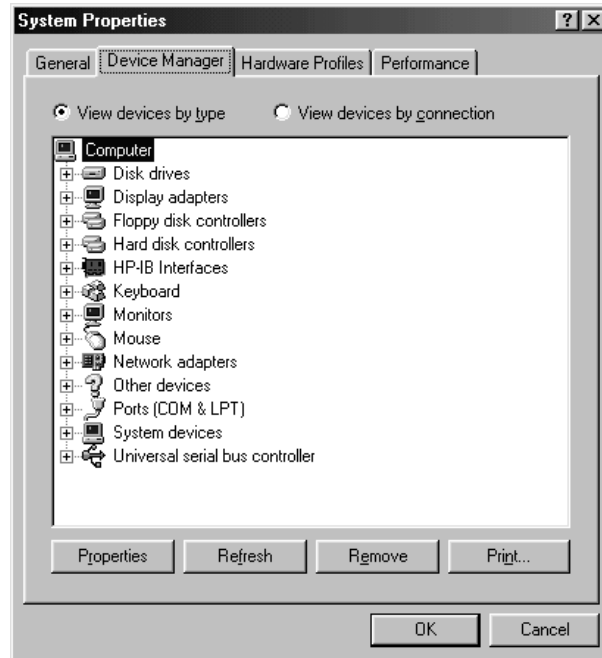 System Properties
General Device Manager Hardware Profiles Performance
View devices by type View devices by connection
Computer
Disk drives
Display adapters
Floppy disk controllers
Hard disk controllers
HP-IB Interfaces
Keyboard
Monitors
Mouse
Network adapters
Other devices
Ports (COM & LPT)
System devices
Universal serial bus controller
Properties Refresh Remove Print...
OK Cancel